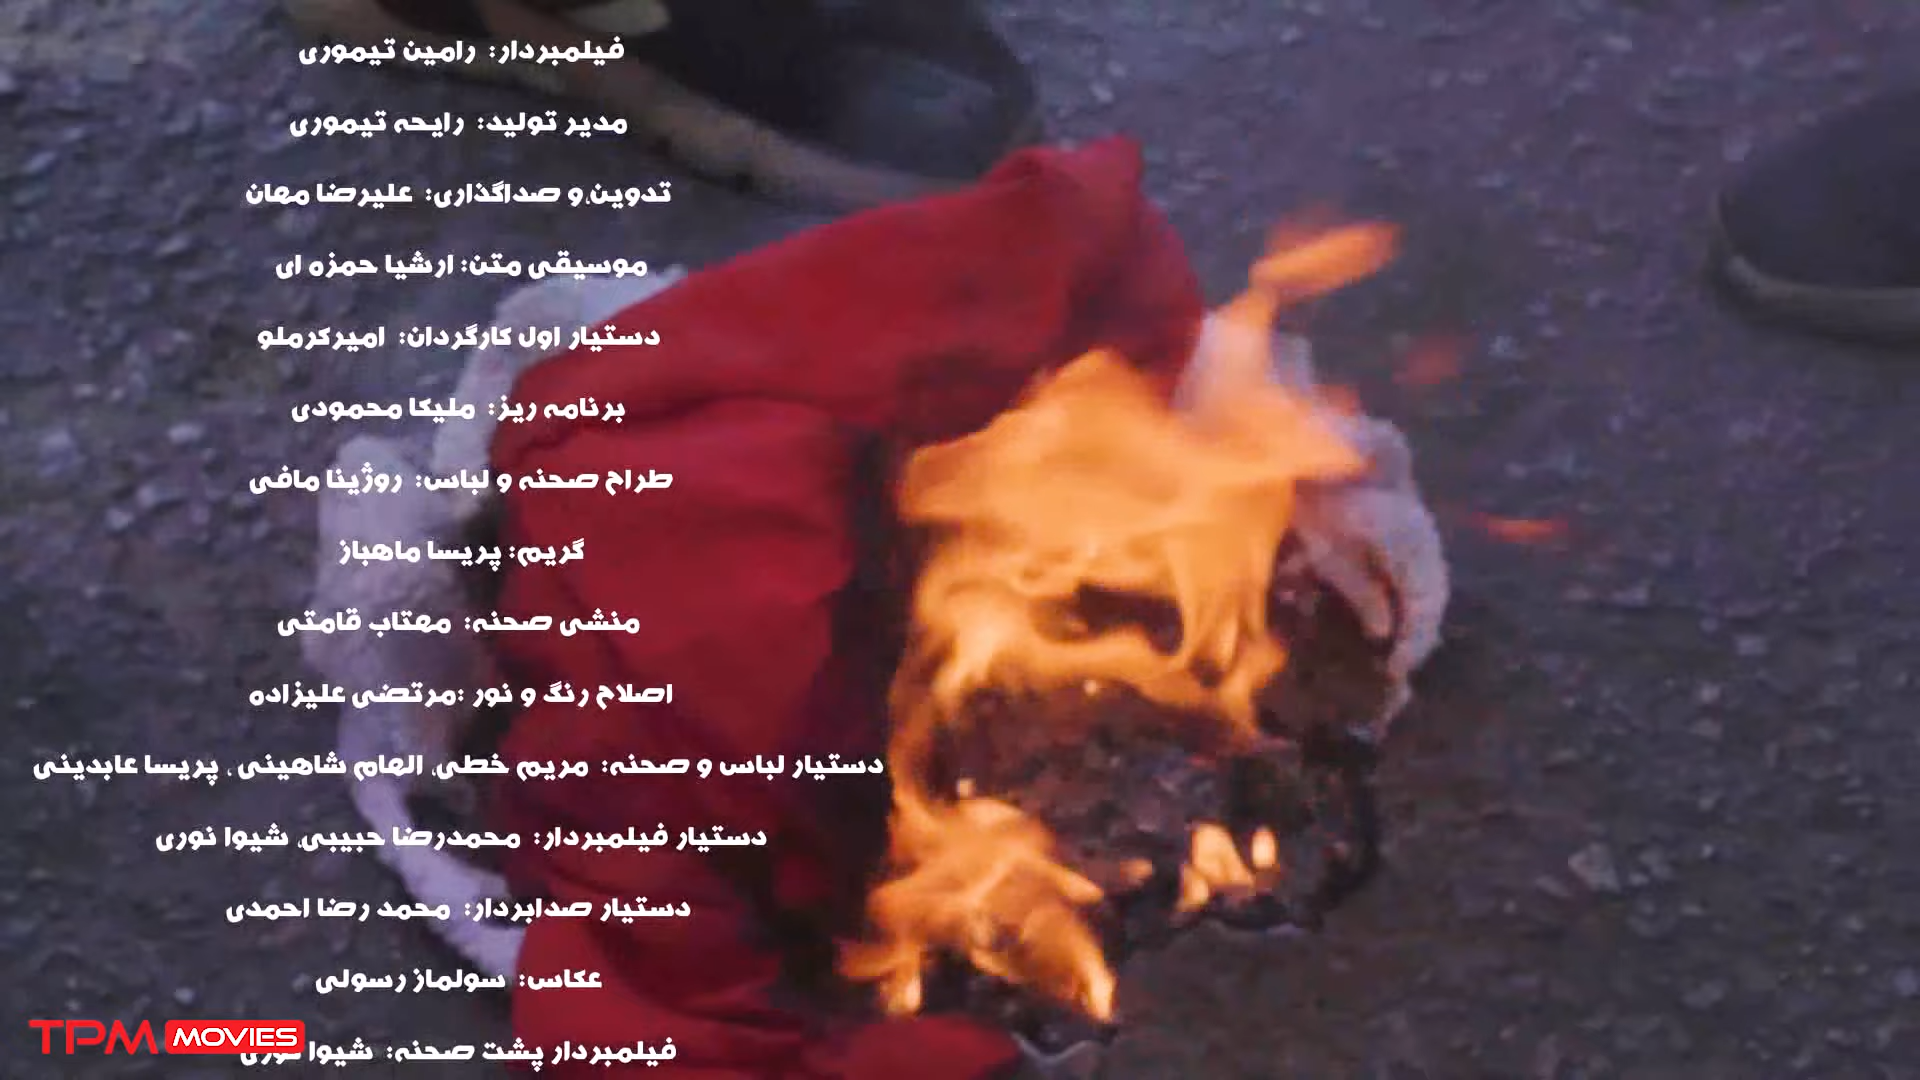 فیلمبردار: رامین تیموری
مدیر تولید: رایحه تیموری
تدوین,و صداگذاری: علیرضا مهان
موسیقی متن: ارشیا حمزه ای
دستیار اول کارگردان: امیرکرملو
برنامه ریز: ملیکا محمودی
طراح صحنه و لباس: روژینا مافی
گریم: پریسا ماهباز
منشی صحنه: مهتاب قامتی
اصلاح رنگ و نور :مرتضی علیزاده
دستیار لباس و صحنه: مریم خطی، الهام شاهینی ، پریسا عابدینی
دستیار فیلمبردار: محمدرضا حبیبی، شیوا نوری
دستیار صدابردار: محمد رضا احمدی
عکاس: سولماز رسولی
فیلمبردار پشت صحنه: شیوا نوری
TPM MOVIES